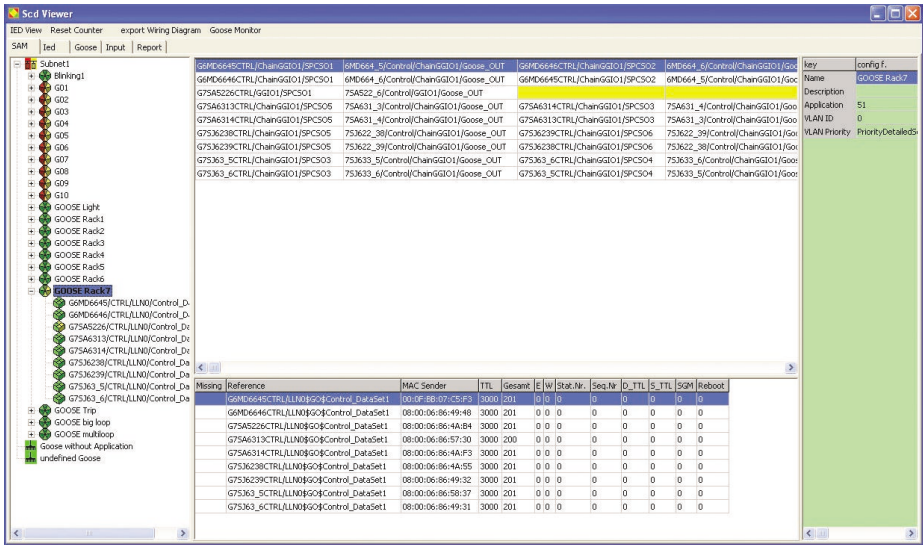 Scd Viewer
IED View Reset Counter export Wiring Diagram Goose Monitor
SAM Ied Goose Input Report
Subnet1
Blinking1
G01
G02
G03
G04
G05
G06
G07
G08
G09
G10
GOOSE Light
GOOSE Rack1
GOOSE Rack2
GOOSE Rack3
GOOSE Rack4
GOOSE Rack5
GOOSE Rack6
GOOSE Rack7
G6MD6645/CTRL/LLN0/Control_D
G6MD6646/CTRL/LLN0/Control_D
G7SA5226/CTRL/LLN0/Control_Da
G7SA6313/CTRL/LLN0/Control_Da
G7SA6314/CTRL/LLN0/Control_Da
G7SJ6238/CTRL/LLN0/Control_Da
G7SJ6239/CTRL/LLN0/Control_Da
G7SJ63_5/CTRL/LLN0/Control_Da
G7SJ63_6/CTRL/LLN0/Control_Da
GOOSE Trip
GOOSE big loop
GOOSE multiloop
Goose without Application
undefined Goose
G6MD6645CTRL/ChainGGIO1/SPCSO1 6MD664_5/Control/ChainGGIO1/Goose_OUT G6MD6646CTRL/ChainGGIO1/SPCSO2 6MD664_6/Control/ChainGGIO1/Goo
G6MD6646CTRL/ChainGGIO1/SPCSO1 6MD664_6/Control/ChainGGIO1/Goose_OUT G6MD6645CTRL/ChainGGIO1/SPCSO2 6MD664_5/Control/ChainGGIO1/Goo
G7SA5226CTRL/GGIO1/SPCSO1 7SA522_6/Control/GGIO1/Goose_OUT
G7SA6313CTRL/ChainGGIO1/SPCSO5 7SA631_3/Control/ChainGGIO1/Goose_OUT G7SA6314CTRL/ChainGGIO1/SPCSO3 7SA631_4/Control/ChainGGIO1/Goo
G7SA6314CTRL/ChainGGIO1/SPCSO5 7SA631_4/Control/ChainGGIO1/Goose_OUT G7SA6313CTRL/ChainGGIO1/SPCSO3 7SA631_3/Control/ChainGGIO1/Goo
G7SJ6238CTRL/ChainGGIO1/SPCSO5 7SJ622_38/Control/ChainGGIO1/Goose_OUT G7SJ6239CTRL/ChainGGIO1/SPCSO6 7SJ622_39/Control/ChainGGIO1/Goo
G7SJ6239CTRL/ChainGGIO1/SPCSO5 7SJ622_39/Control/ChainGGIO1/Goose_OUT G7SJ6238CTRL/ChainGGIO1/SPCSO6 7SJ622_38/Control/ChainGGIO1/Goo
G7SJ63_5CTRL/ChainGGIO1/SPCSO3 7SJ633_5/Control/ChainGGIO1/Goose_OUT G7SJ63_6CTRL/ChainGGIO1/SPCSO4 7SJ633_6/Control/ChainGGIO1/Goos
G7SJ63_6CTRL/ChainGGIO1/SPCSO3 7SJ633_6/Control/ChainGGIO1/Goose_OUT G7SJ63_5CTRL/ChainGGIO1/SPCSO4 7SJ633_5/Control/ChainGGIO1/Goos
Missing Reference MAC Sender TTL Gesamt E W Stat.Nr. Seq.Nr D_TTL S_TTL SGM Reboot
G6MD6645CTRL/LLN0$GO$Control_DataSet1 00:0F:BB:07:C5:F3 3000 201 0 0 0 0 0 0 0 0
G6MD6646CTRL/LLN0$GO$Control_DataSet1 08:00:06:86:49:48 3000 201 0 0 0 0 0 0 0 0
G7SA5226CTRL/LLN0$GO$Control_DataSet1 08:00:06:86:4A:B4 3000 201 0 0 0 0 0 0 0 0
G7SA6313CTRL/LLN0$GO$Control_DataSet1 08:00:06:86:57:30 3000 200 0 0 0 0 0 0 0 0
G7SA6314CTRL/LLN0$GO$Control_DataSet1 08:00:06:86:4A:F3 3000 201 0 0 0 0 0 0 0 0
G7SJ6238CTRL/LLN0$GO$Control_DataSet1 08:00:06:86:4A:55 3000 201 0 0 0 0 0 0 0 0
G7SJ6239CTRL/LLN0$GO$Control_DataSet1 08:00:06:86:49:32 3000 201 0 0 0 0 0 0 0 0
G7SJ63_5CTRL/LLN0$GO$Control_DataSet1 08:00:06:86:58:37 3000 201 0 0 0 0 0 0 0 0
G7SJ63_6CTRL/LLN0$GO$Control_DataSet1 08:00:06:86:49:31 3000 201 0 0 0 0 0 0 0 0
key config f.
Name GOOSE Rack7
Description
Application 51
VLAN ID 0
VLAN Priority PriorityDetailedS